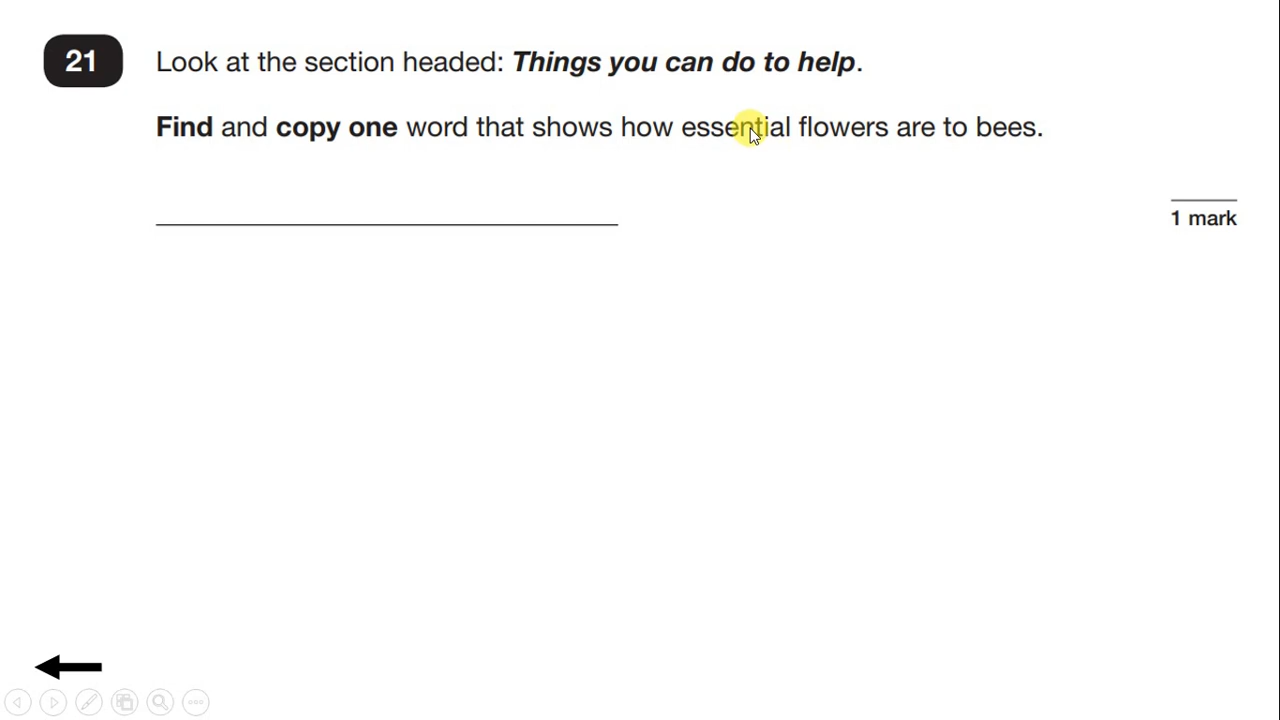 21
Look at the section headed: Things you can do to help.
Find and copy one word that shows how essential flowers are to bees.
1 mark